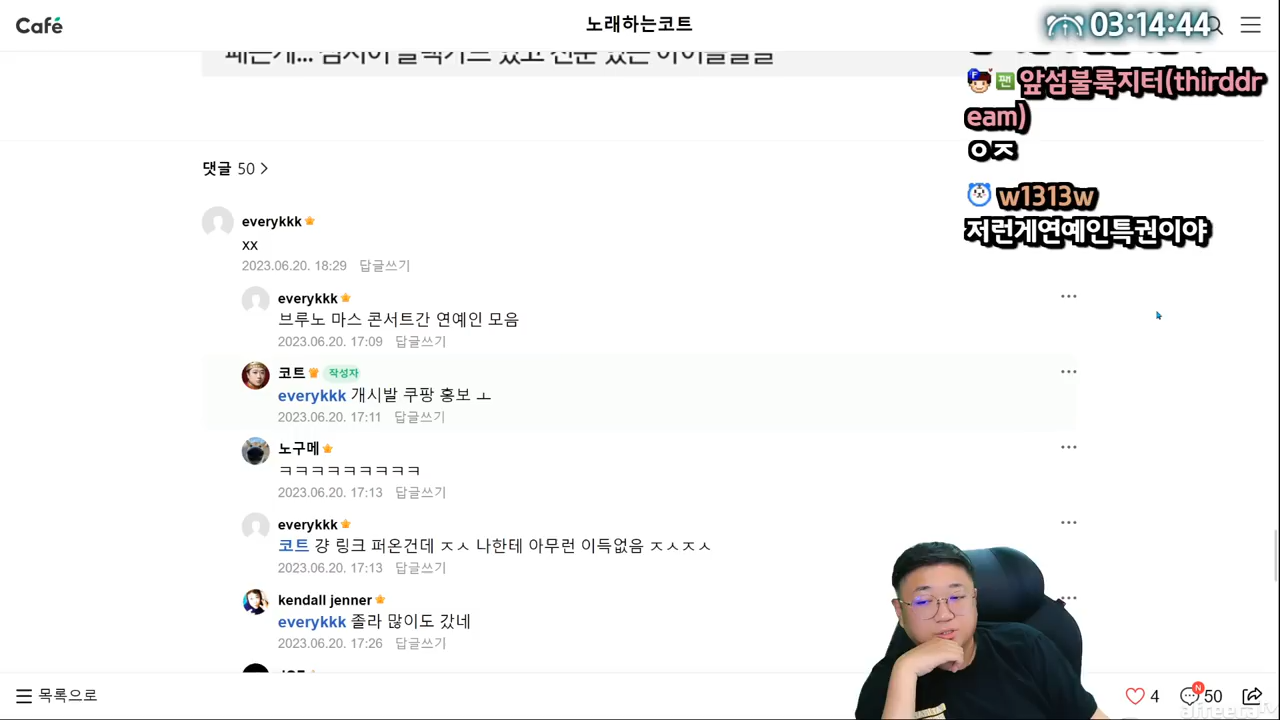 Café
노래하는코트
03:14:44
앞섬불룩지터(thirddr
eam)
ㅇㅈ
w1313w
저런게연예인특권이야
댓글 50 >
everykkk
xx
2023.06.20. 18:29 답글쓰기
everykkk
브루노 마스 콘서트간 연예인 모음
2023.06.20. 17:09 답글쓰기
코트 작성자
everykkk 개시발 쿠팡 홍보 ㅗ
2023.06.20. 17:11 답글쓰기
노구메
ㅋㅋㅋㅋㅋㅋㅋㅋㅋ
2023.06.20. 17:13 답글쓰기
everykkk
코트 걍 링크 퍼온건데 ㅈㅅ 나한테 아무런 이득없음 ㅈㅅㅈㅅ
2023.06.20. 17:13 답글쓰기
kendall jenner
everykkk 졸라 많이도 갔네
2023.06.20. 17:26 답글쓰기
목록으로
4
N
50
afreecaTV